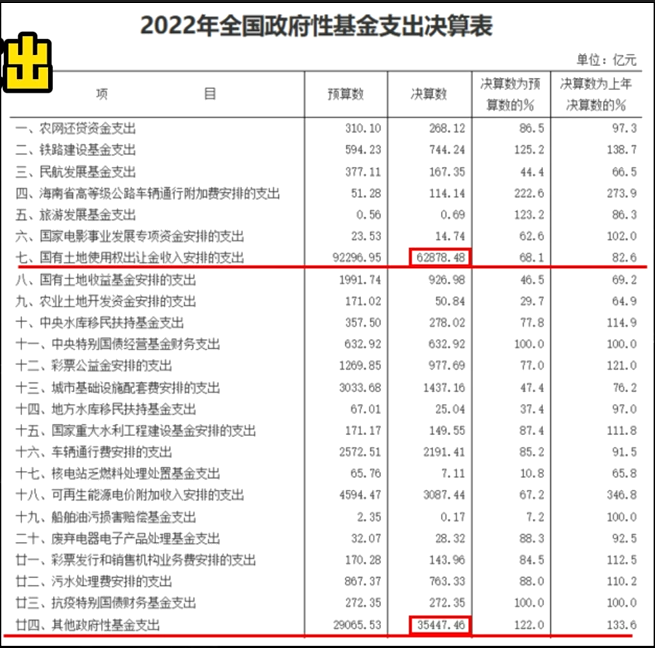 2022年全国政府性基金支出决算表
出
单位：亿元
项 目 预算数 决算数 决算数为预算数的% 决算数为上年决算数的%
一、农网还贷资金支出 310.10 268.12 86.5 97.3
二、铁路建设基金支出 594.23 744.24 125.2 138.7
三、民航发展基金支出 377.11 167.35 44.4 66.5
四、海南省高等级公路车辆通行附加费安排的支出 51.28 114.14 222.6 273.9
五、旅游发展基金支出 0.56 0.69 123.2 86.3
六、国家电影事业发展专项资金安排的支出 23.53 14.74 62.6 102.0
七、国有土地使用权出让金收入安排的支出 92296.95 62878.48 68.1 82.6
八、国有土地收益基金安排的支出 1991.74 926.98 46.5 69.2
九、农业土地开发资金安排的支出 171.02 50.84 29.7 64.9
十、中央水库移民扶持基金支出 357.50 278.02 77.8 114.9
十一、中央特别国债经营基金财务支出 632.92 632.92 100.0 100.0
十二、彩票公益金安排的支出 1269.85 977.69 77.0 121.0
十三、城市基础设施配套费安排的支出 3033.68 1437.16 47.4 76.2
十四、地方水库移民扶持基金支出 67.01 25.04 37.4 97.0
十五、国家重大水利工程建设基金安排的支出 171.17 149.55 87.4 111.8
十六、车辆通行费安排的支出 2572.51 2191.41 85.2 91.5
十七、核电站乏燃料处理处置基金支出 65.76 7.11 10.8 65.8
十八、可再生能源电价附加收入安排的支出 4594.47 3087.44 67.2 346.8
十九、船舶油污损害赔偿基金支出 2.35 0.17 7.2 100.0
二十、废弃电器电子产品处理基金支出 32.07 28.32 88.3 92.5
廿一、彩票发行和销售机构业务费安排的支出 170.28 143.96 84.5 112.5
廿二、污水处理费安排的支出 867.37 763.33 88.0 110.2
廿三、抗疫特别国债财务基金支出 272.35 272.35 100.0 100.0
廿四、其他政府性基金支出 29065.53 35447.46 122.0 133.6